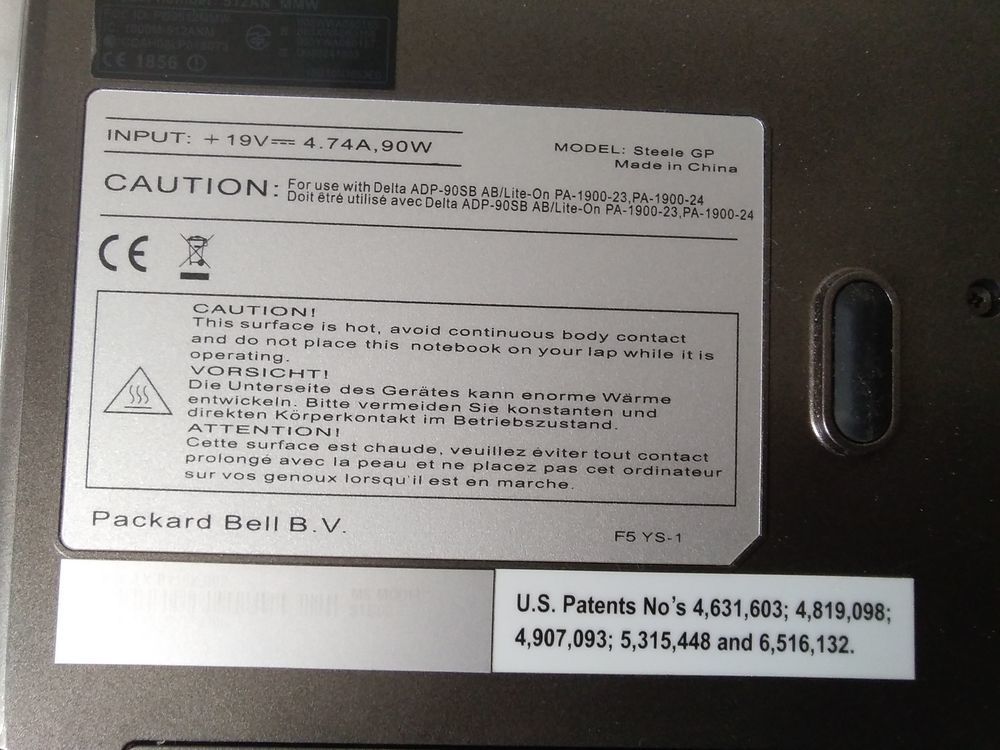 512AN_MMW
CE 1856
INPUT: +19V⎓ 4.74A,90W
MODEL: Steele GP
Made in China
CAUTION: For use with Delta ADP-90SB AB/Lite-On PA-1900-23,PA-1900-24
Doit être utilisé avec Delta ADP-90SB AB/Lite-On PA-1900-23,PA-1900-24
CE
CAUTION!
This surface is hot, avoid continuous body contact
and do not place this notebook on your lap while it is
operating.
VORSICHT!
Die Unterseite des Gerätes kann enorme Wärme
entwickeln. Bitte vermeiden Sie konstanten und
direkten Körperkontakt im Betriebszustand.
ATTENTION!
Cette surface est chaude, veuillez éviter tout contact
prolongé avec la peau et ne placez pas cet ordinateur
sur vos genoux lorsqu'il est en marche.
Packard Bell B.V.
F5 YS-1
U.S. Patents No's 4,631,603; 4,819,098;
4,907,093; 5,315,448 and 6,516,132.